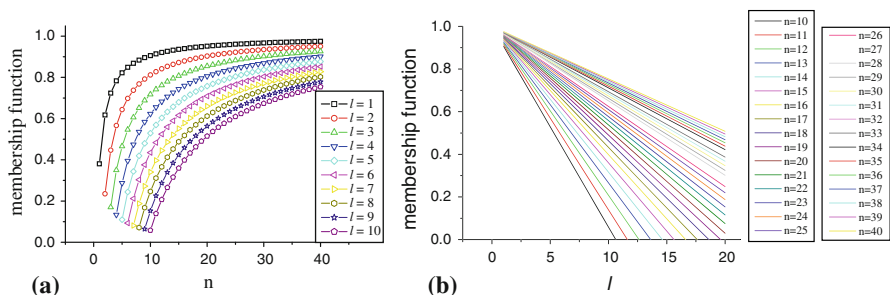 membership function
1.0
0.8
0.6
0.4
0.2
0.0
0
10
20
30
40
n
l = 1
l = 2
l = 3
l = 4
l = 5
l = 6
l = 7
l = 8
l = 9
l = 10
(a)
membership function
1.0
0.8
0.6
0.4
0.2
0.0
0
5
10
15
20
l
(b)
n=10
n=11
n=12
n=13
n=14
n=15
n=16
n=17
n=18
n=19
n=20
n=21
n=22
n=23
n=24
n=25
n=26
n=27
n=28
n=29
n=30
n=31
n=32
n=33
n=34
n=35
n=36
n=37
n=38
n=39
n=40